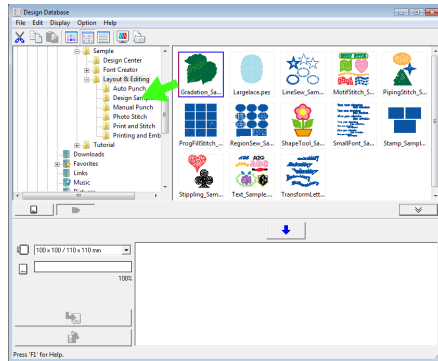 Design Database
File Edit Display Option Help
Sample
Design Center
Font Creator
Layout & Editing
Auto Punch
Design Sam
Manual Punch
Photo Stitch
Print and Stitch
Printing and Emb
Tutorial
Downloads
Favorites
Links
Music
Gradation_Sa...
Largelace.pes
LineSew_Sam...
MotifStitch_S...
PipingStitch_S...
ProgFillStitch_...
RegionSew_Sa...
ShapeTool_Sa...
SmallFont_Sa...
Stamp_Sampl...
Stippling_Sam...
Text_Sample....
TransformLett...
100 x 100 / 110 x 110 mm
100%
Press 'F1' for Help.